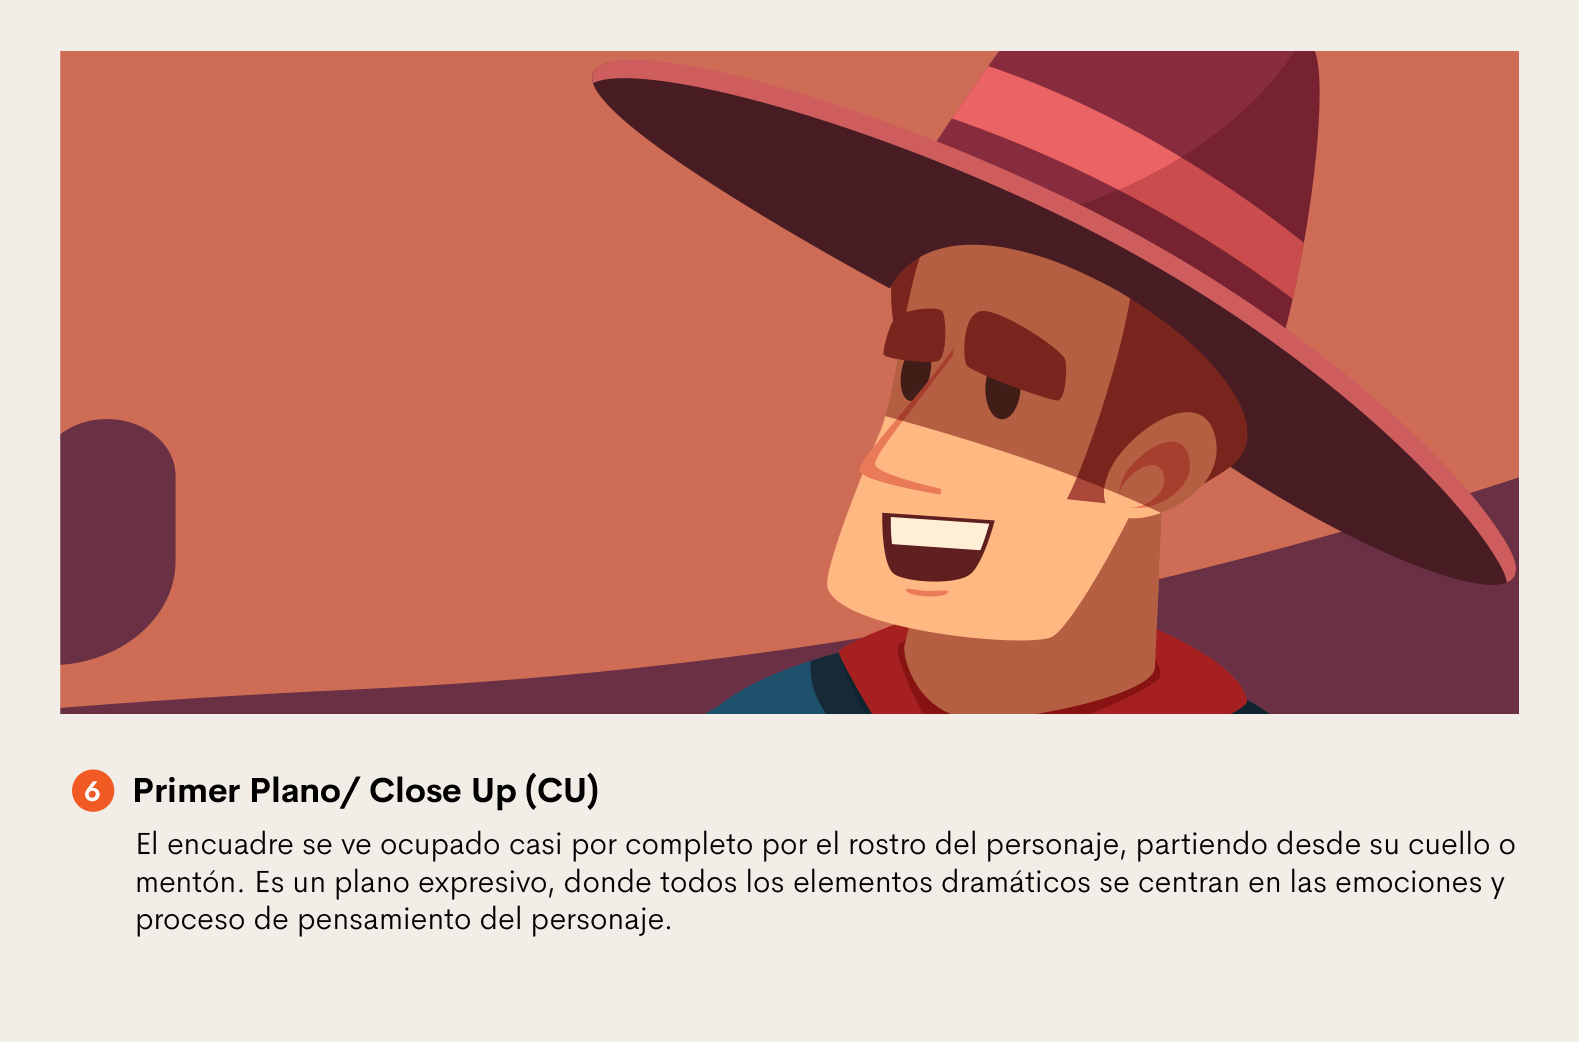 6 Primer Plano/ Close Up (CU)
El encuadre se ve ocupado casi por completo por el rostro del personaje, partiendo desde su cuello o
mentón. Es un plano expresivo, donde todos los elementos dramáticos se centran en las emociones y
proceso de pensamiento del personaje.